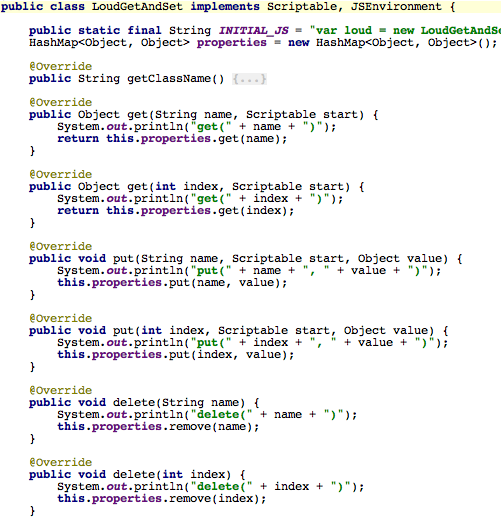 public class LoudGetAndSet implements Scriptable, JSEnvironment {
public static final String INITIAL_JS = "var loud = new LoudGetAndSe
HashMap<Object, Object> properties = new HashMap<Object, Object>();
@Override
public String getClassName() {...}
@Override
public Object get(String name, Scriptable start) {
System.out.println("get(" + name + ")");
return this.properties.get(name);
}
@Override
public Object get(int index, Scriptable start) {
System.out.println("get(" + index + ")");
return this.properties.get(index);
}
@Override
public void put(String name, Scriptable start, Object value) {
System.out.println("put(" + name + ", " + value + ")");
this.properties.put(name, value);
}
@Override
public void put(int index, Scriptable start, Object value) {
System.out.println("put(" + index + ", " + value + ")");
this.properties.put(index, value);
}
@Override
public void delete(String name) {
System.out.println("delete(" + name + ")");
this.properties.remove(name);
}
@Override
public void delete(int index) {
System.out.println("delete(" + index + ")");
this.properties.remove(index);
}